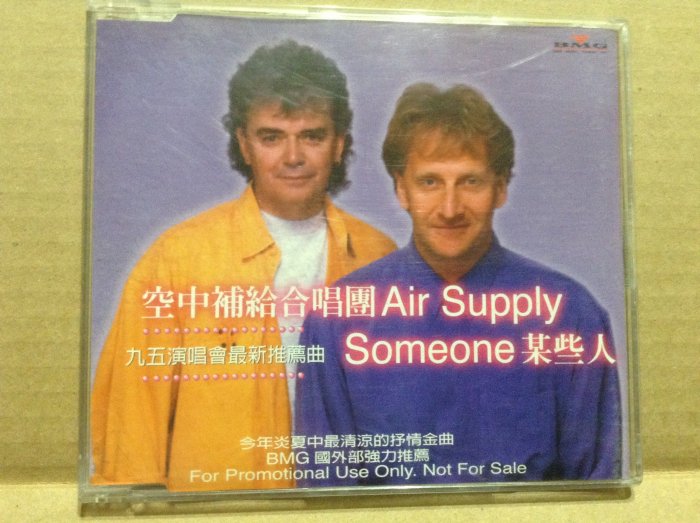 BMG
空中補給合唱團 Air Supply
九五演唱會最新推薦曲 Someone 某些人
今年炎夏中最清涼的抒情金曲
BMG 國外部強力推薦
For Promotional Use Only. Not For Sale